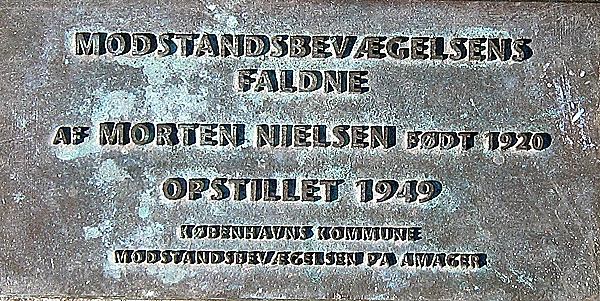 MODSTANDSBEVÆGELSENS
FALDNE
AF MORTEN NIELSEN FØDT 1920
OPSTILLET 1949
KØBENHAVNS KOMMUNE
MODSTANDSBEVÆGELSEN PÅ AMAGER